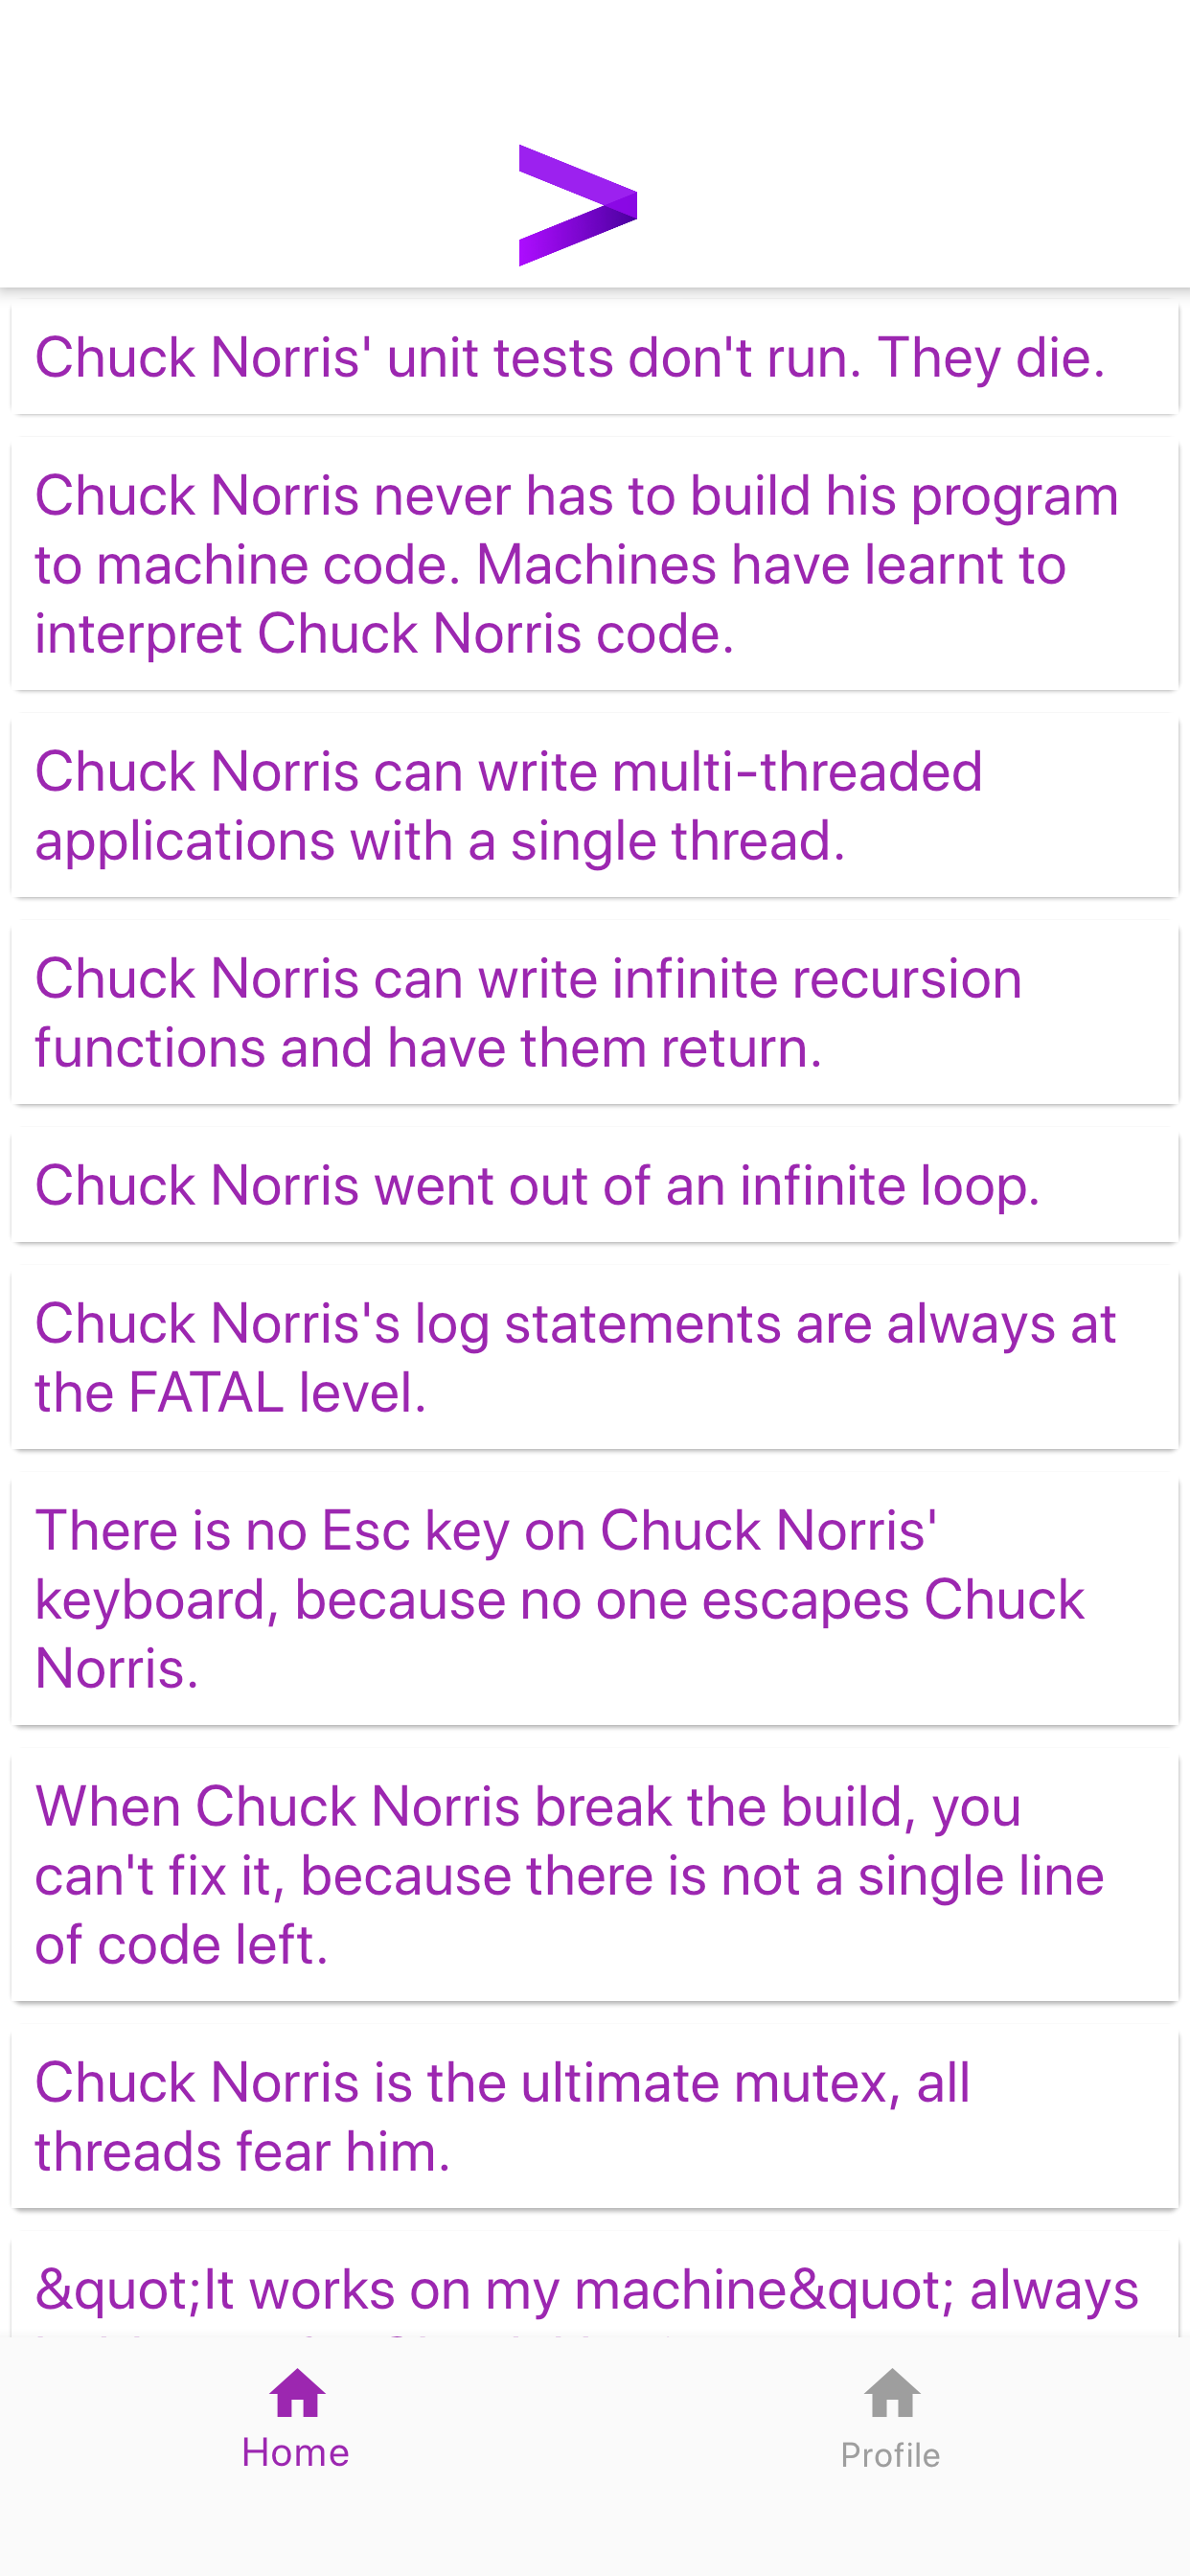 Chuck Norris' unit tests don't run. They die.
Chuck Norris never has to build his program
to machine code. Machines have learnt to
interpret Chuck Norris code.
Chuck Norris can write multi-threaded
applications with a single thread.
Chuck Norris can write infinite recursion
functions and have them return.
Chuck Norris went out of an infinite loop.
Chuck Norris's log statements are always at
the FATAL level.
There is no Esc key on Chuck Norris'
keyboard, because no one escapes Chuck
Norris.
When Chuck Norris break the build, you
can't fix it, because there is not a single line
of code left.
Chuck Norris is the ultimate mutex, all
threads fear him.
&quot;It works on my machine&quot; always
Home
Profile